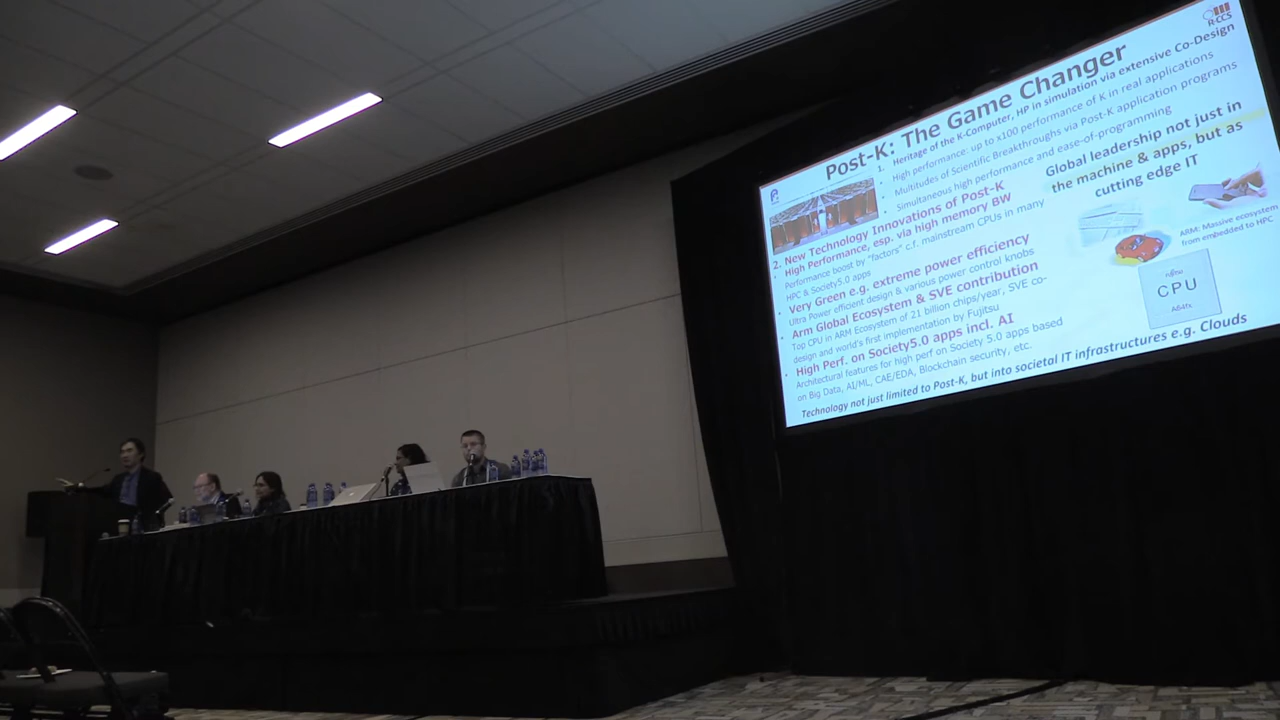 R-CCS
Post-K: The Game Changer
1. Heritage of the K-Computer, HP in simulation via extensive Co-Design
• High performance: up to x100 performance of K in real applications
• Multitudes of Scientific Breakthroughs via Post-K application programs
• Simultaneous high performance and ease-of-programming
2. New Technology Innovations of Post-K
• High Performance, esp. via high memory BW
Performance boost by "factors" c.f. mainstream CPUs in many
HPC & Society5.0 apps
• Very Green e.g. extreme power efficiency
Ultra Power efficient design & various power control knobs
• Arm Global Ecosystem & SVE contribution
Top CPU in ARM Ecosystem of 21 billion chips/year, SVE co-
design and world's first implementation by Fujitsu
• High Perf. on Society5.0 apps incl. AI
Architectural features for high perf on Society 5.0 apps based
on Big Data, AI/ML, CAE/EDA, Blockchain security, etc.
Global leadership not just in
the machine & apps, but as
cutting edge IT
ARM: Massive ecosystem
from embedded to HPC
FUJITSU
CPU
A64fx
Technology not just limited to Post-K, but into societal IT infrastructures e.g. Clouds